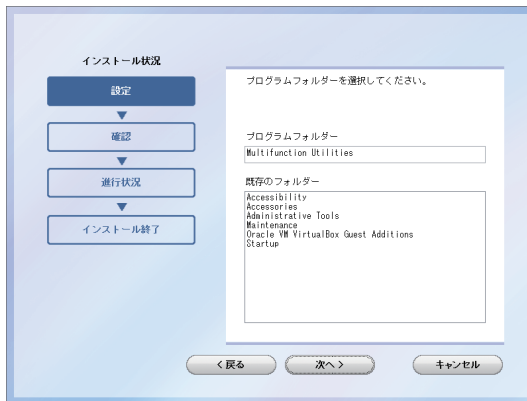 インストール状況
設定
確認
進行状況
インストール終了
プログラムフォルダーを選択してください。
プログラムフォルダー
Multifunction Utilities
既存のフォルダー
Accessibility
Accessories
Administrative Tools
Maintenance
Oracle VM VirtualBox Guest Additions
Startup
< 戻る
次へ >
キャンセル